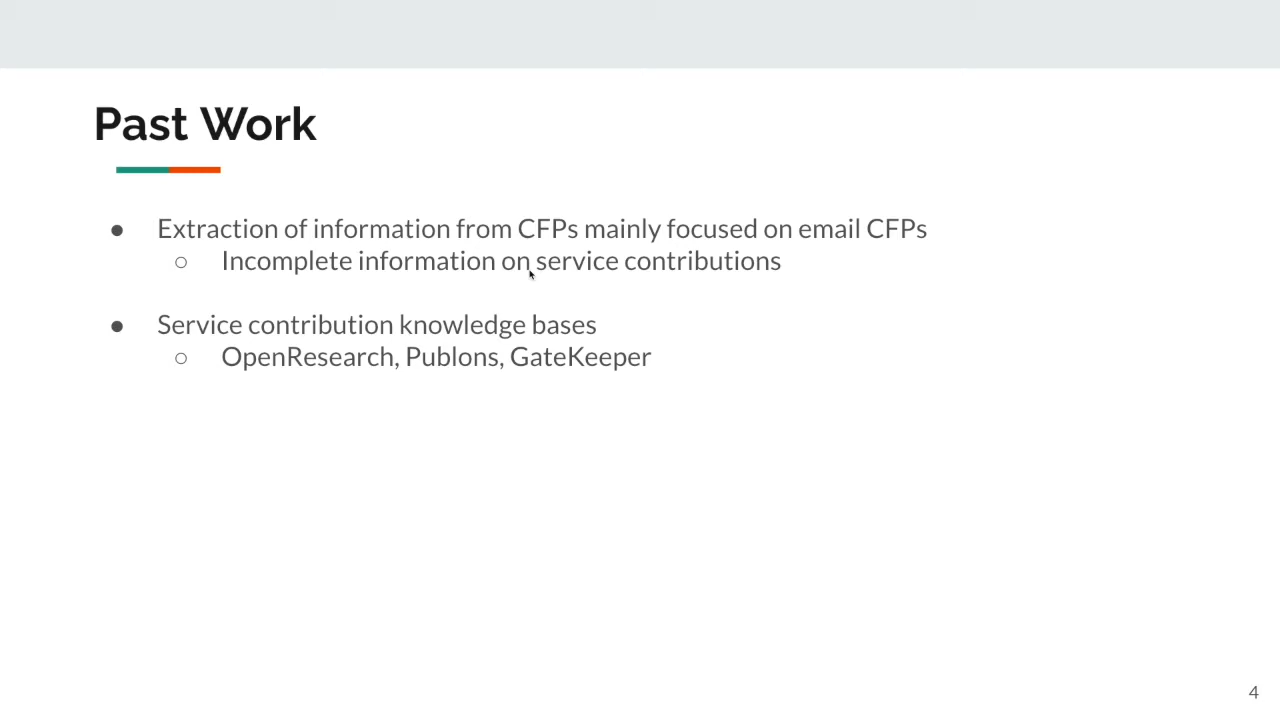 Past Work
● Extraction of information from CFPs mainly focused on email CFPs
○ Incomplete information on service contributions
● Service contribution knowledge bases
○ OpenResearch, Publons, GateKeeper
4